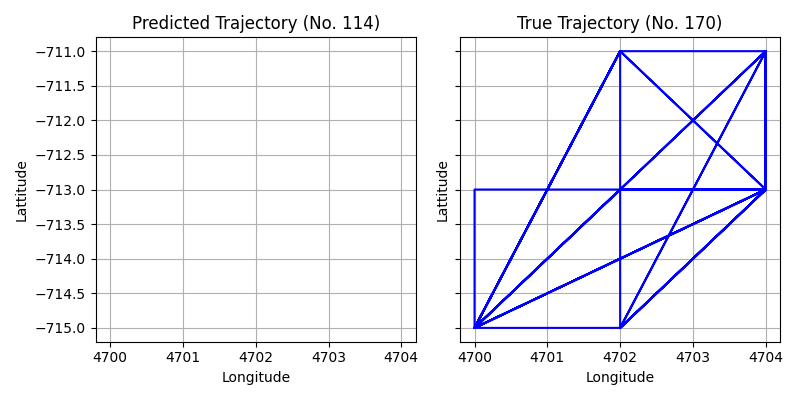 Predicted Trajectory (No. 114)
Lattitude
−711.0
−711.5
−712.0
−712.5
−713.0
−713.5
−714.0
−714.5
−715.0
4700 4701 4702 4703 4704
Longitude
True Trajectory (No. 170)
Lattitude
4700 4701 4702 4703 4704
Longitude